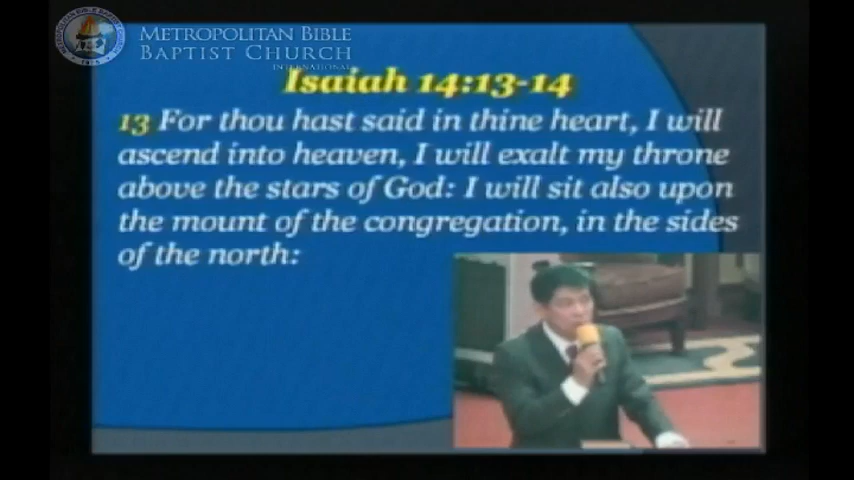 METROPOLITAN BIBLE
BAPTIST CHURCH
INTERNATIONAL
Isaiah 14:13-14
13 For thou hast said in thine heart, I will
ascend into heaven, I will exalt my throne
above the stars of God: I will sit also upon
the mount of the congregation, in the sides
of the north: